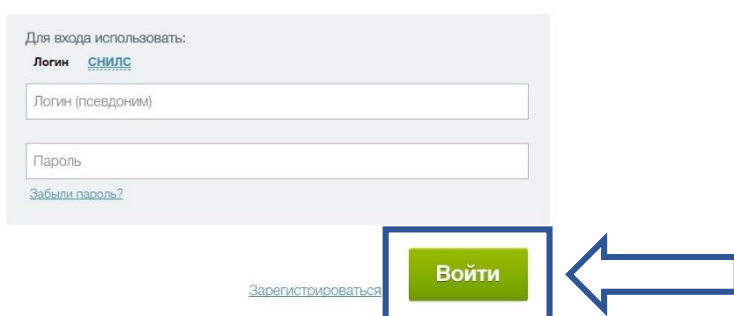 Для входа использовать:
Логин СНИЛС
Логин (псевдоним)
Пароль
Забыли пароль?
Зарегистрироваться Войти